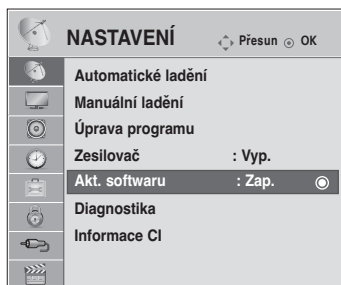 NASTAVENÍ Přesun OK
Automatické ladění
Manuální ladění
Úprava programu
Zesilovač : Vyp.
Akt. softwaru : Zap.
Diagnostika
Informace CI